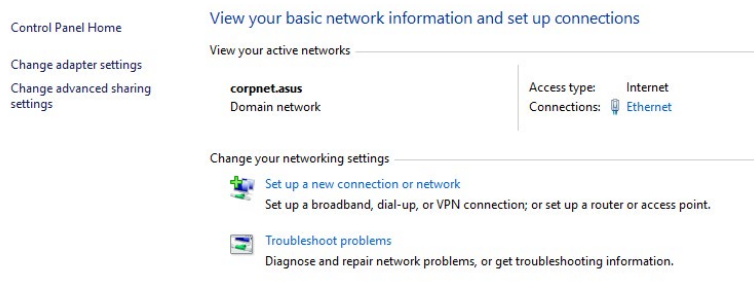 Control Panel Home
Change adapter settings
Change advanced sharing
settings
View your basic network information and set up connections
View your active networks
corpnet.asus
Domain network
Access type: Internet
Connections: Ethernet
Change your networking settings
Set up a new connection or network
Set up a broadband, dial-up, or VPN connection; or set up a router or access point.
Troubleshoot problems
Diagnose and repair network problems, or get troubleshooting information.